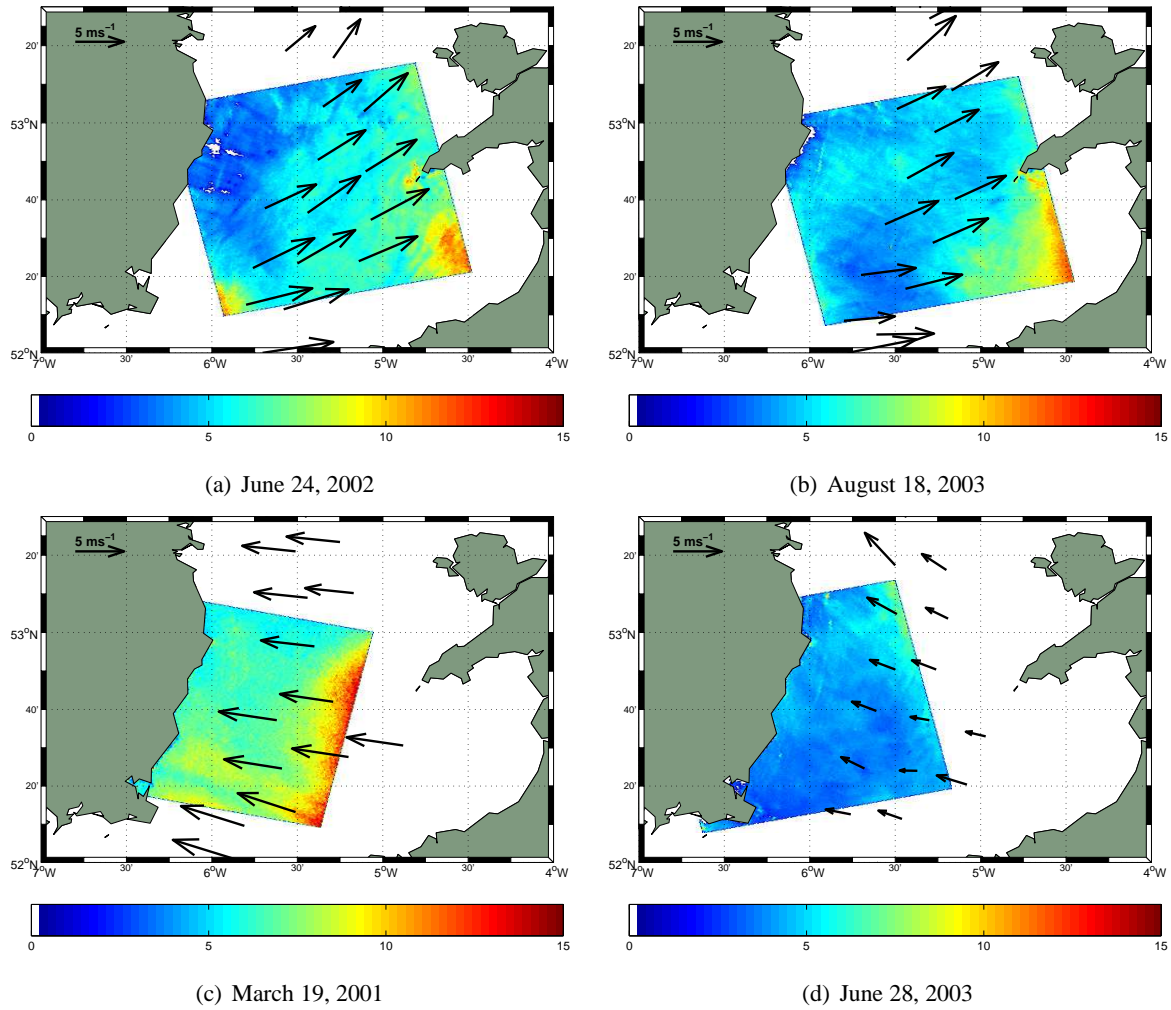 5 ms⁻¹
20'
53°N
40'
20'
52°N
7°W 30' 6°W 30' 5°W 30' 4°W
0 5 10 15
(a) June 24, 2002
5 ms⁻¹
20'
53°N
40'
20'
52°N
7°W 30' 6°W 30' 5°W 30' 4°W
0 5 10 15
(b) August 18, 2003
5 ms⁻¹
20'
53°N
40'
20'
52°N
7°W 30' 6°W 30' 5°W 30' 4°W
0 5 10 15
(c) March 19, 2001
5 ms⁻¹
20'
53°N
40'
20'
52°N
7°W 30' 6°W 30' 5°W 30' 4°W
0 5 10 15
(d) June 28, 2003